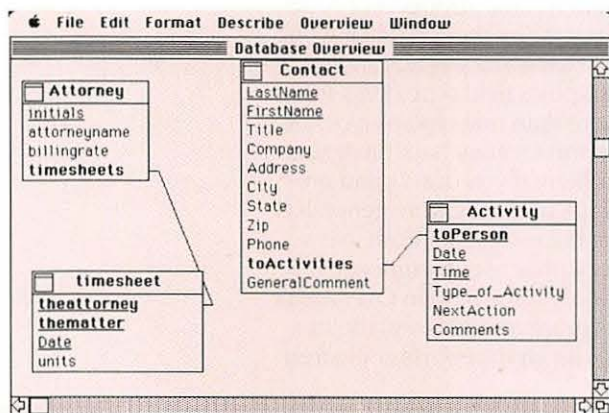 File Edit Format Describe Overview Window
Database Overview
Attorney
initials
attorneyname
billingrate
timesheets
timesheet
theattorney
thematter
Date
units
Contact
LastName
FirstName
Title
Company
Address
City
State
Zip
Phone
toActivities
GeneralComment
Activity
toPerson
Date
Time
Type_of_Activity
NextAction
Comments